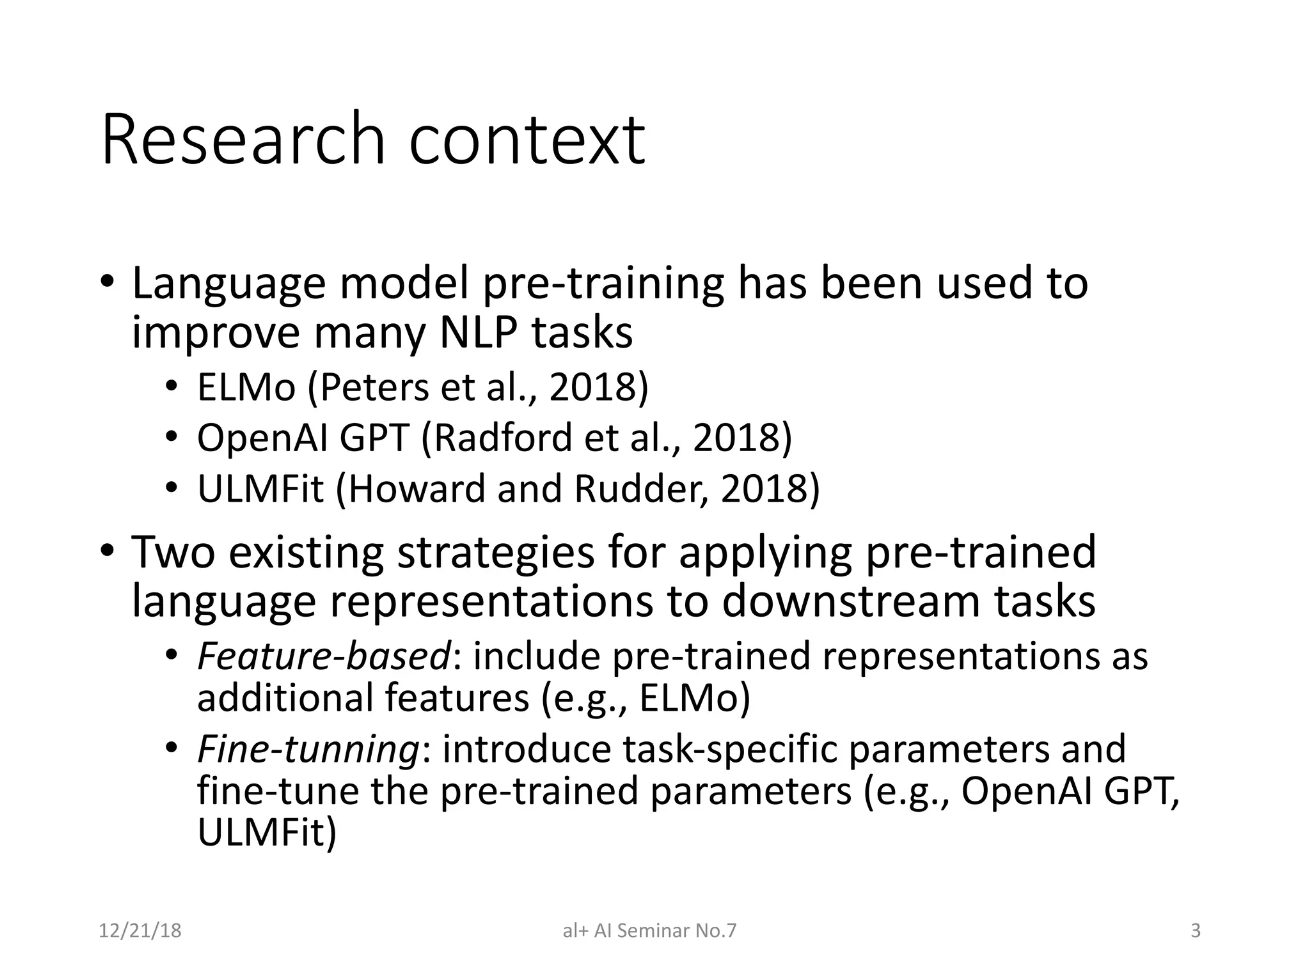 Research context
• Language model pre-training has been used to
improve many NLP tasks
• ELMo (Peters et al., 2018)
• OpenAI GPT (Radford et al., 2018)
• ULMFit (Howard and Rudder, 2018)
• Two existing strategies for applying pre-trained
language representations to downstream tasks
• Feature-based: include pre-trained representations as
additional features (e.g., ELMo)
• Fine-tunning: introduce task-specific parameters and
fine-tune the pre-trained parameters (e.g., OpenAI GPT,
ULMFit)
12/21/18
al+ AI Seminar No.7
3